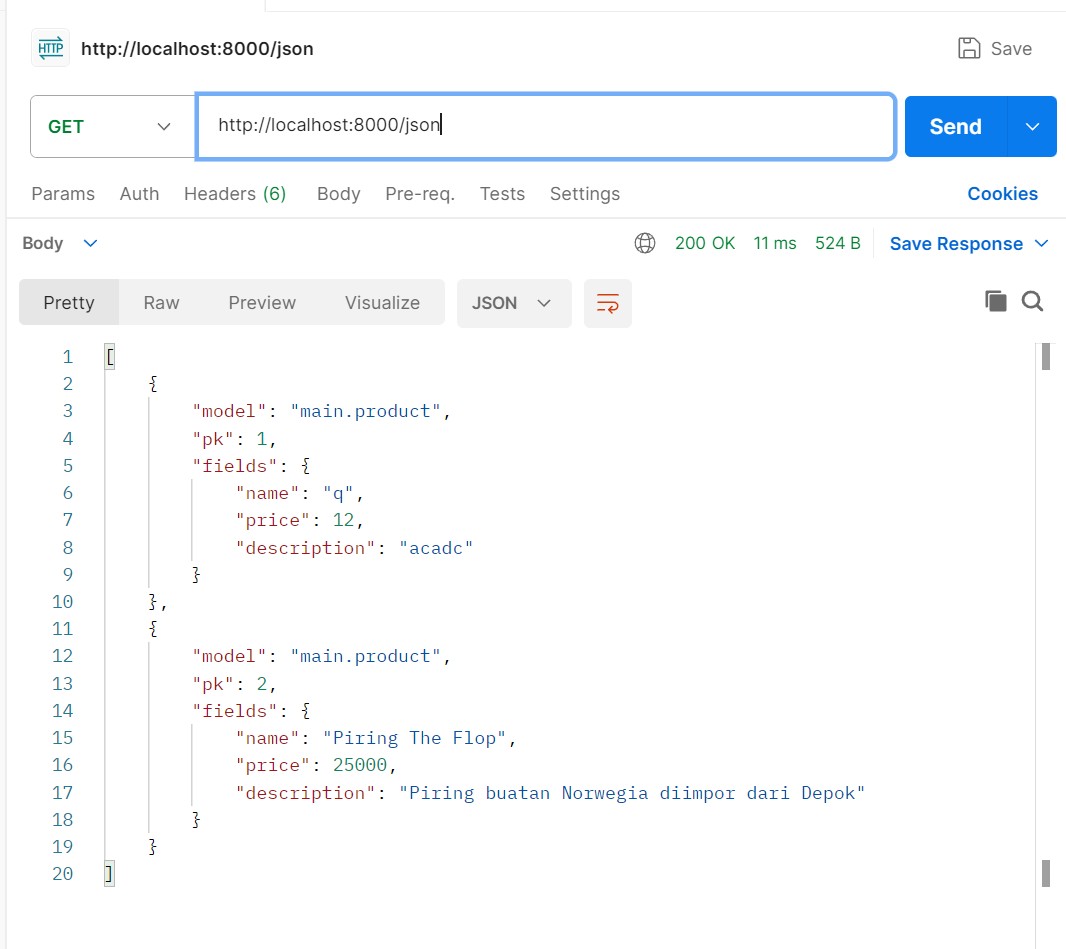 HTTP http://localhost:8000/json Save
GET http://localhost:8000/json Send
Params Auth Headers (6) Body Pre-req. Tests Settings Cookies
Body 200 OK 11 ms 524 B Save Response
Pretty Raw Preview Visualize JSON
1 [
2 {
3 "model": "main.product",
4 "pk": 1,
5 "fields": {
6 "name": "q",
7 "price": 12,
8 "description": "acadc"
9 }
10 },
11 {
12 "model": "main.product",
13 "pk": 2,
14 "fields": {
15 "name": "Piring The Flop",
16 "price": 25000,
17 "description": "Piring buatan Norwegia diimpor dari Depok"
18 }
19 }
20 ]